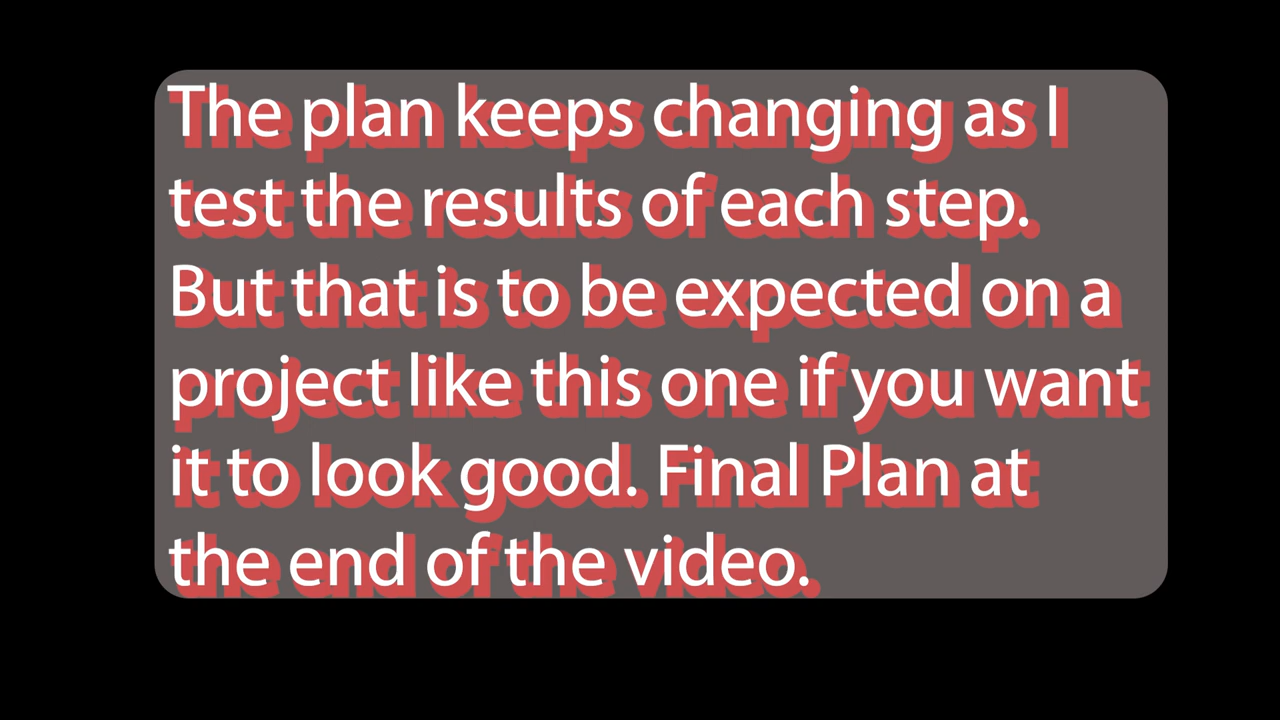 The plan keeps changing as I
test the results of each step.
But that is to be expected on a
project like this one if you want
it to look good. Final Plan at
the end of the video.